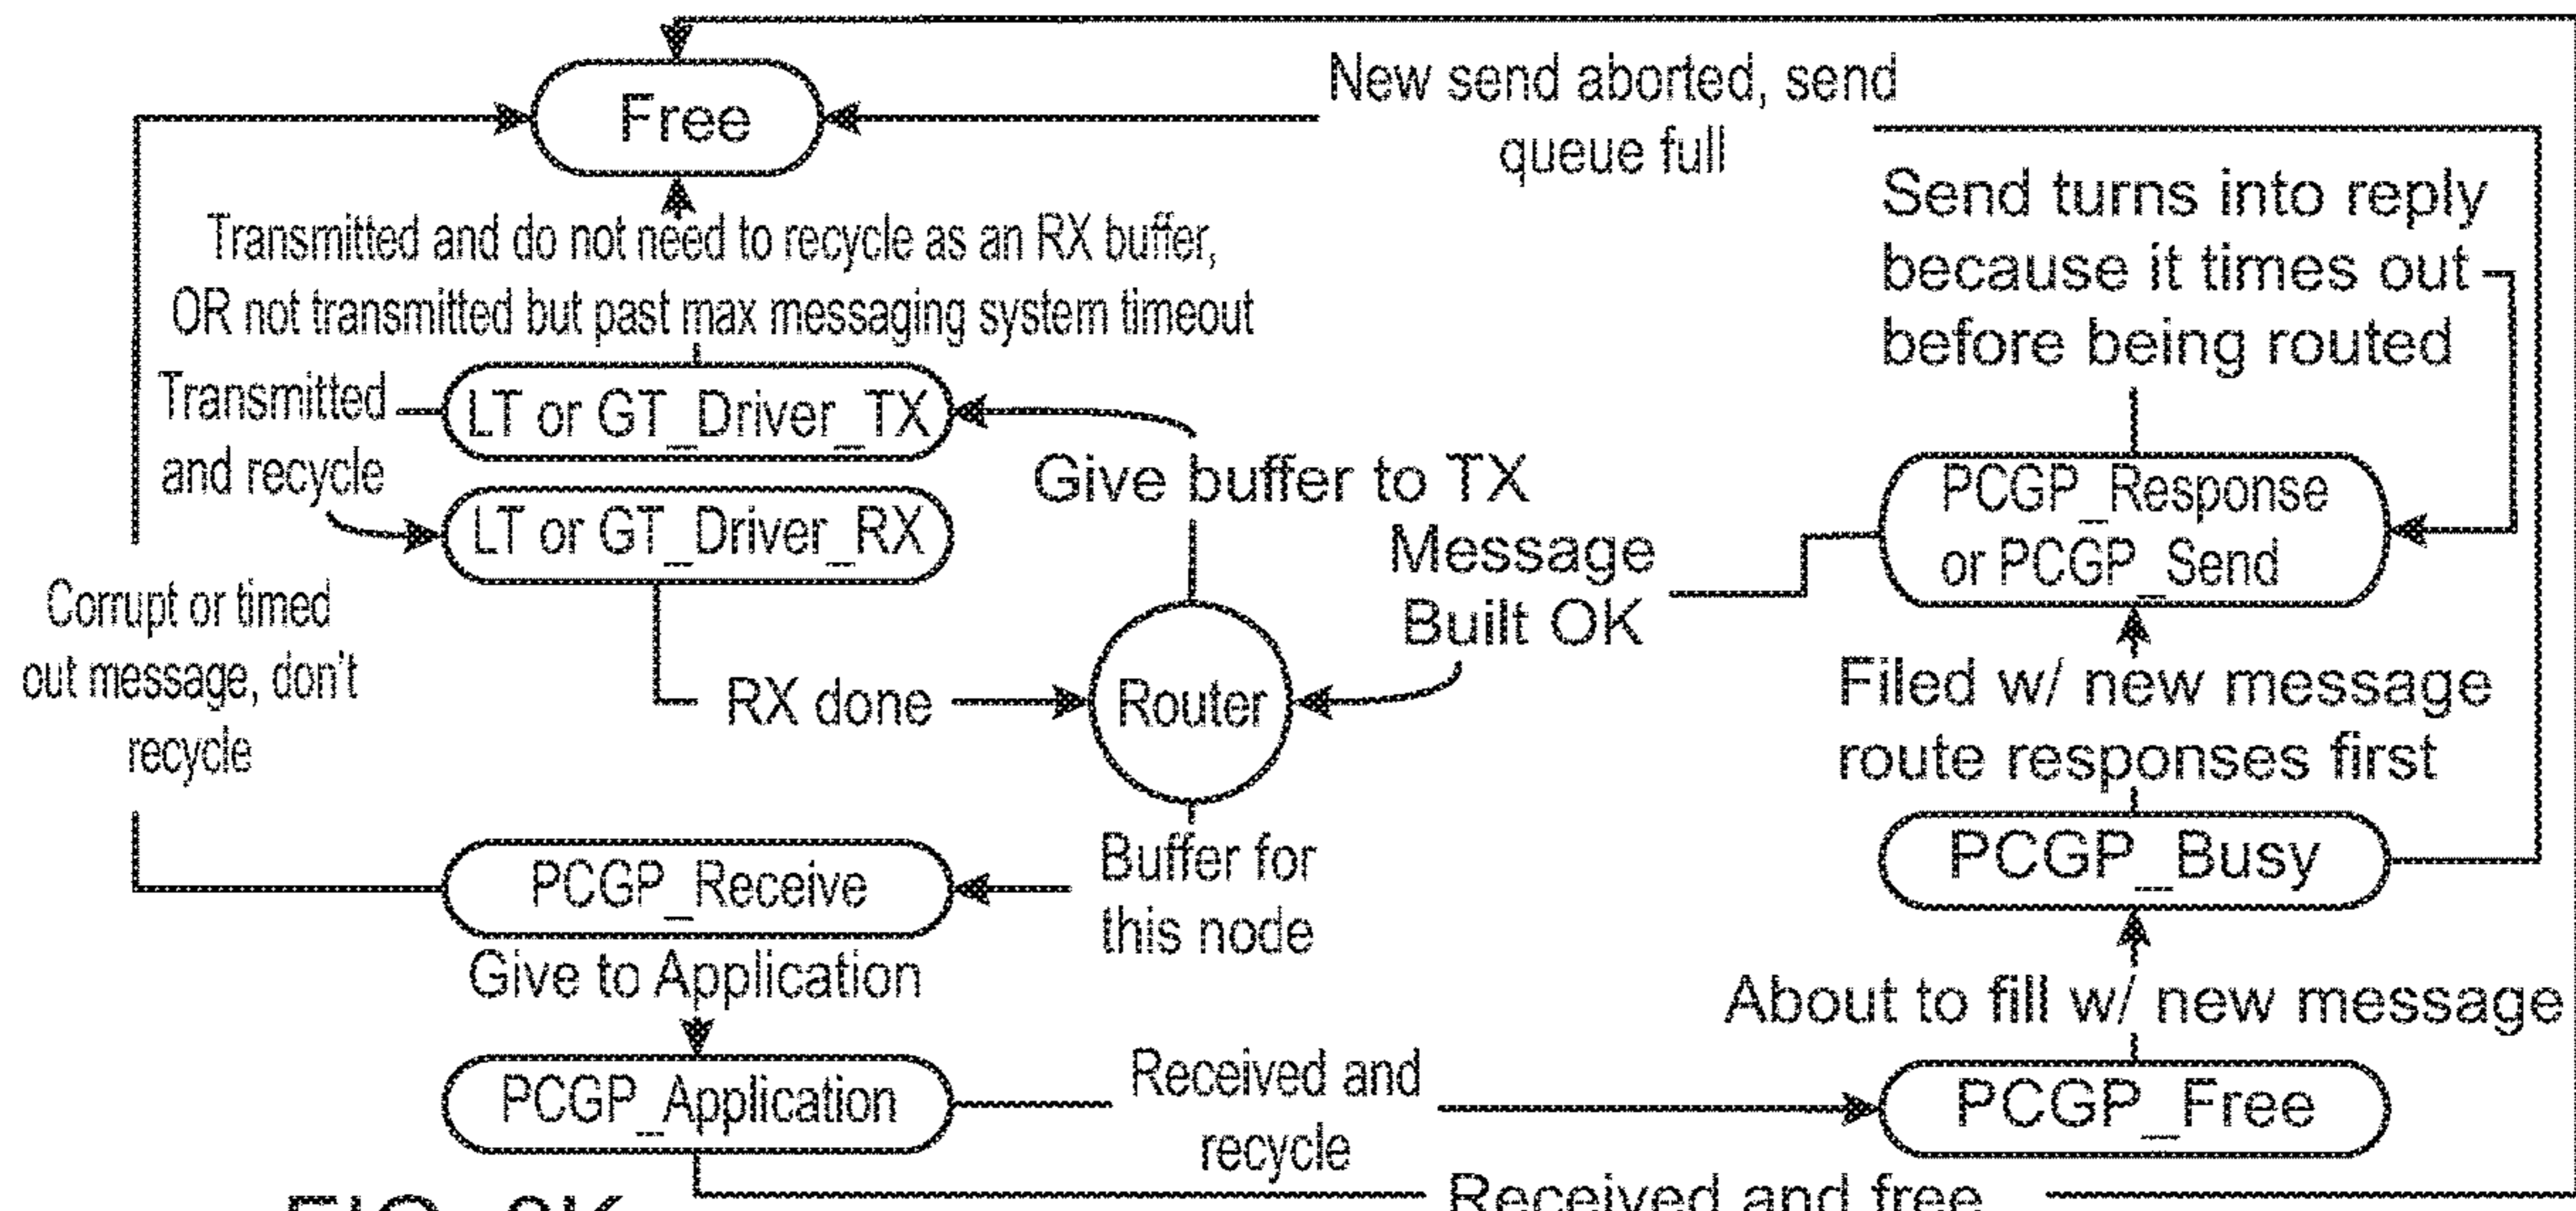 Free
New send aborted, send
queue full
Transmitted and do not need to recycle as an RX buffer,
OR not transmitted but past max messaging system timeout
Send turns into reply
because it times out
before being routed
Transmitted
and recycle
LT or GT_Driver_TX
LT or GT_Driver_RX
Give buffer to TX
Message
Built OK
PCGP_Response
or PCGP_Send
Corrupt or timed
out message, don't
recycle
RX done
Router
Filed w/ new message
route responses first
PCGP_Receive
Buffer for
this node
PCGP_Busy
Give to Application
About to fill w/ new message
PCGP_Application
Received and
recycle
PCGP_Free
Received and free